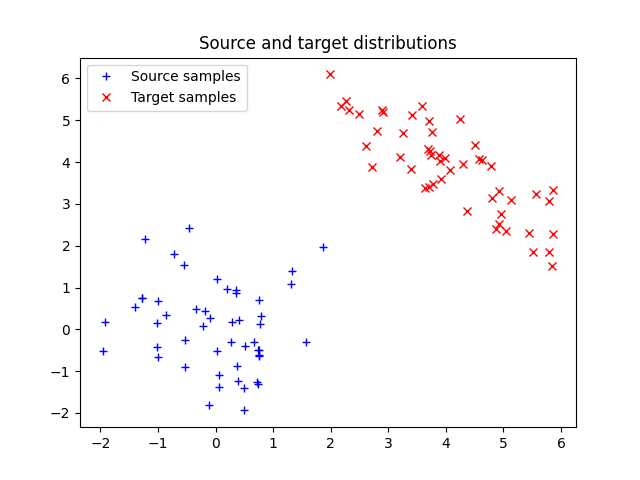 Source and target distributions
Source samples
Target samples
6
5
4
3
2
1
0
−1
−2
−2 −1 0 1 2 3 4 5 6